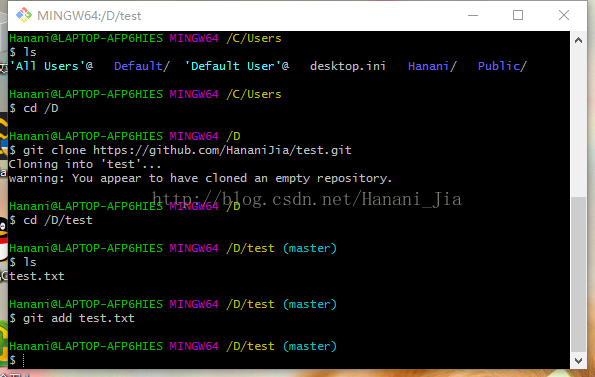 MINGW64:/D/test
Hanani@LAPTOP-AFP6HIES MINGW64 /C/Users
$ ls
'All Users'@   Default/  'Default User'@   desktop.ini   Hanani/   Public/
Hanani@LAPTOP-AFP6HIES MINGW64 /C/Users
$ cd /D
Hanani@LAPTOP-AFP6HIES MINGW64 /D
$ git clone https://github.com/HananiJia/test.git
Cloning into 'test'...
warning: You appear to have cloned an empty repository.
http://blog.csdn.net/Hanani_Jia
Hanani@LAPTOP-AFP6HIES MINGW64 /D
$ cd /D/test
Hanani@LAPTOP-AFP6HIES MINGW64 /D/test (master)
$ ls
test.txt
Hanani@LAPTOP-AFP6HIES MINGW64 /D/test (master)
$ git add test.txt
Hanani@LAPTOP-AFP6HIES MINGW64 /D/test (master)
$